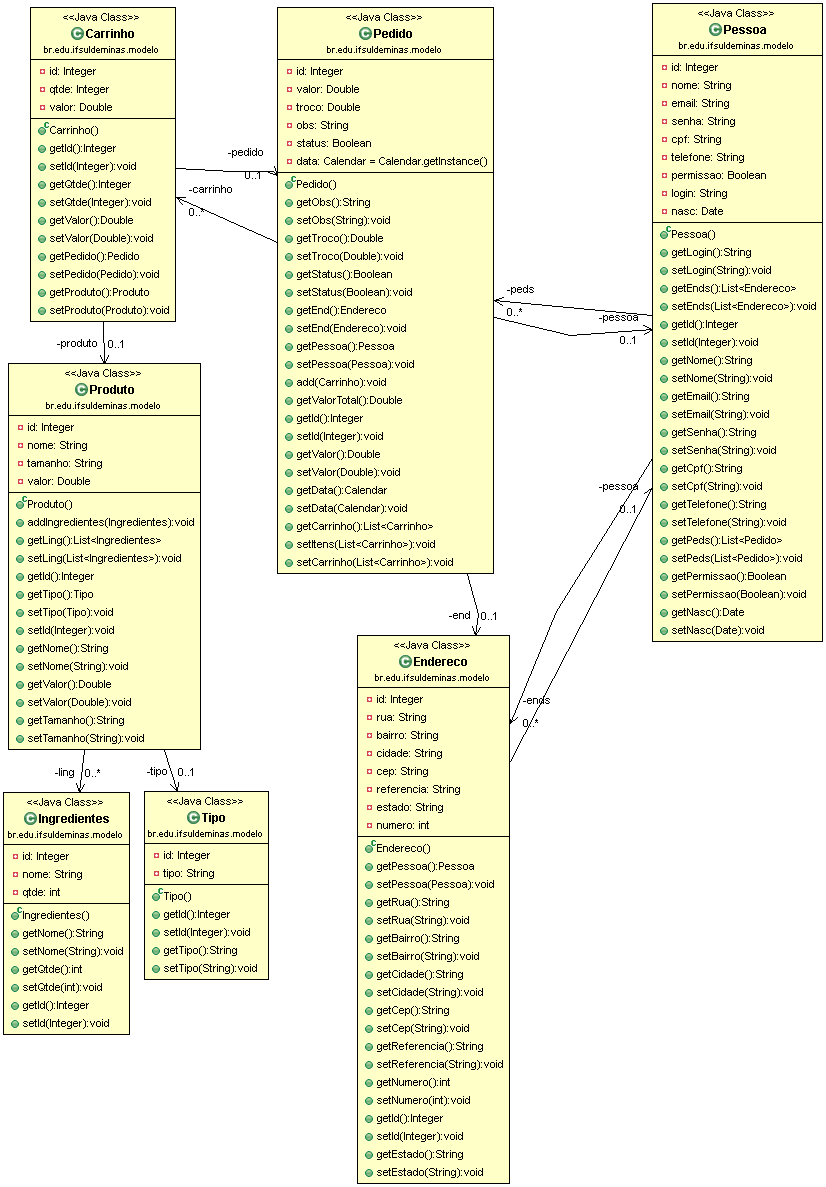 <<Java Class>>
Carrinho
br.edu.ifsuldeminas.modelo
id: Integer
qtde: Integer
valor: Double
Carrinho()
getId():Integer
setId(Integer):void
getQtde():Integer
setQtde(Integer):void
getValor():Double
setValor(Double):void
getPedido():Pedido
setPedido(Pedido):void
getProduto():Produto
setProduto(Produto):void
-pedido
0..1
-carrinho
0..*
-produto
0..1
<<Java Class>>
Pedido
br.edu.ifsuldeminas.modelo
id: Integer
valor: Double
troco: Double
obs: String
status: Boolean
data: Calendar = Calendar.getInstance()
Pedido()
getObs():String
setObs(String):void
getTroco():Double
setTroco(Double):void
getStatus():Boolean
setStatus(Boolean):void
getEnd():Endereco
setEnd(Endereco):void
getPessoa():Pessoa
setPessoa(Pessoa):void
add(Carrinho):void
getValorTotal():Double
getId():Integer
setId(Integer):void
getValor():Double
setValor(Double):void
getData():Calendar
setData(Calendar):void
getCarrinho():List<Carrinho>
setItens(List<Carrinho>):void
setCarrinho(List<Carrinho>):void
-peds
0..*
-pessoa
0..1
-end
0..1
<<Java Class>>
Pessoa
br.edu.ifsuldeminas.modelo
id: Integer
nome: String
email: String
senha: String
cpf: String
telefone: String
permissao: Boolean
login: String
nasc: Date
Pessoa()
getLogin():String
setLogin(String):void
getEnds():List<Endereco>
setEnds(List<Endereco>):void
getId():Integer
setId(Integer):void
getNome():String
setNome(String):void
getEmail():String
setEmail(String):void
getSenha():String
setSenha(String):void
getCpf():String
setCpf(String):void
getTelefone():String
setTelefone(String):void
getPeds():List<Pedido>
setPeds(List<Pedido>):void
getPermissao():Boolean
setPermissao(Boolean):void
getNasc():Date
setNasc(Date):void
-pessoa
0..1
-ends
0..*
<<Java Class>>
Produto
br.edu.ifsuldeminas.modelo
id: Integer
nome: String
tamanho: String
valor: Double
Produto()
addIngredientes(Ingredientes):void
getLing():List<Ingredientes>
setLing(List<Ingredientes>):void
getId():Integer
getTipo():Tipo
setTipo(Tipo):void
setId(Integer):void
getNome():String
setNome(String):void
getValor():Double
setValor(Double):void
getTamanho():String
setTamanho(String):void
-ling
0..*
-tipo
0..1
<<Java Class>>
Ingredientes
br.edu.ifsuldeminas.modelo
id: Integer
nome: String
qtde: int
Ingredientes()
getNome():String
setNome(String):void
getQtde():int
setQtde(int):void
getId():Integer
setId(Integer):void
<<Java Class>>
Tipo
br.edu.ifsuldeminas.modelo
id: Integer
tipo: String
Tipo()
getId():Integer
setId(Integer):void
getTipo():String
setTipo(String):void
<<Java Class>>
Endereco
br.edu.ifsuldeminas.modelo
id: Integer
rua: String
bairro: String
cidade: String
cep: String
referencia: String
estado: String
numero: int
Endereco()
getPessoa():Pessoa
setPessoa(Pessoa):void
getRua():String
setRua(String):void
getBairro():String
setBairro(String):void
getCidade():String
setCidade(String):void
getCep():String
setCep(String):void
getReferencia():String
setReferencia(String):void
getNumero():int
setNumero(int):void
getId():Integer
setId(Integer):void
getEstado():String
setEstado(String):void